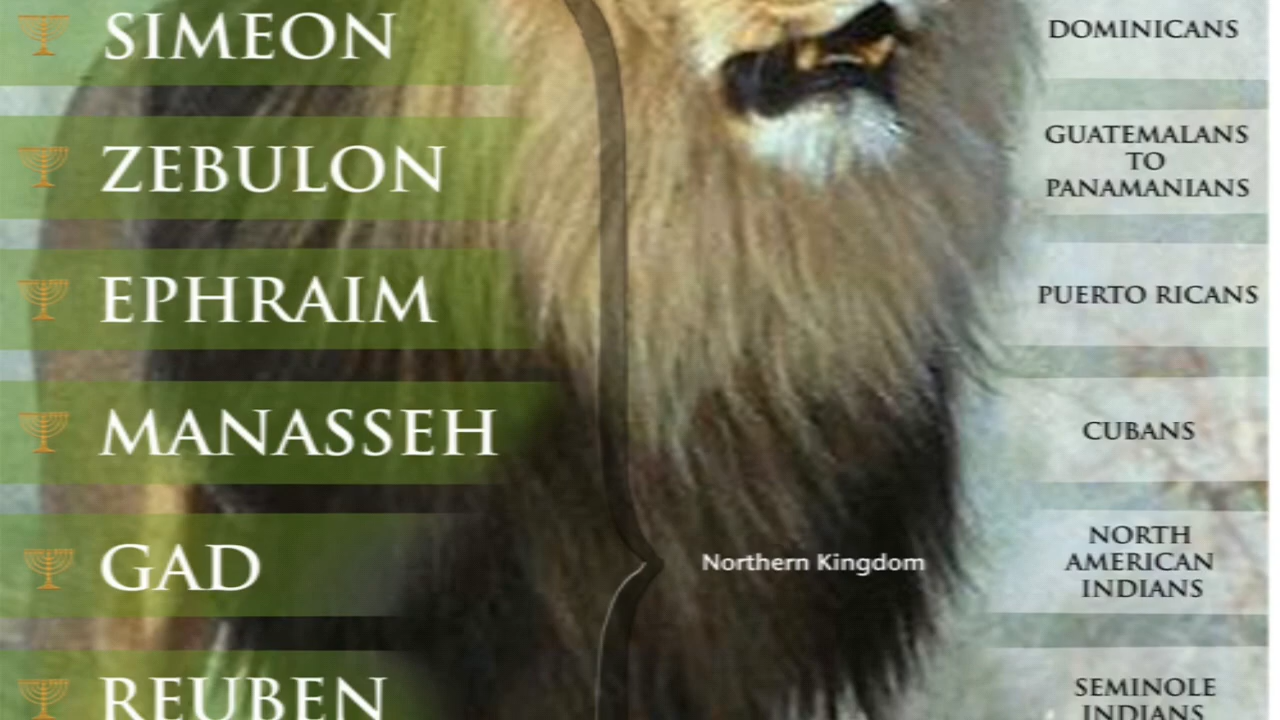 SIMEON
DOMINICANS
ZEBULON
GUATEMALANS
TO
PANAMANIANS
EPHRAIM
PUERTO RICANS
MANASSEH
CUBANS
GAD
Northern Kingdom
NORTH
AMERICAN
INDIANS
REUBEN
SEMINOLE
INDIANS